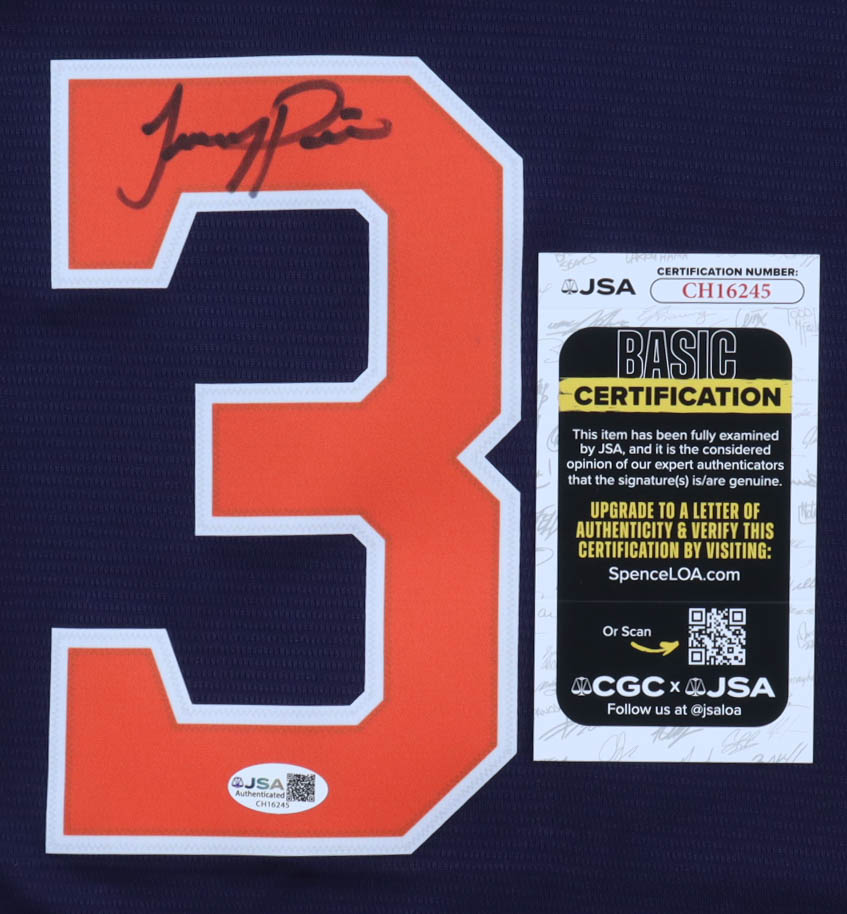 3
JSA
CERTIFICATION NUMBER:
CH16245
BASIC
CERTIFICATION
This item has been fully examined
by JSA, and it is the considered
opinion of our expert authenticators
that the signature(s) is/are genuine.
UPGRADE TO A LETTER OF
AUTHENTICITY & VERIFY THIS
CERTIFICATION BY VISITING:
SpenceLOA.com
Or Scan
CGC x JSA
Follow us at @jsaloa
JSA
Authenticated
CH16245